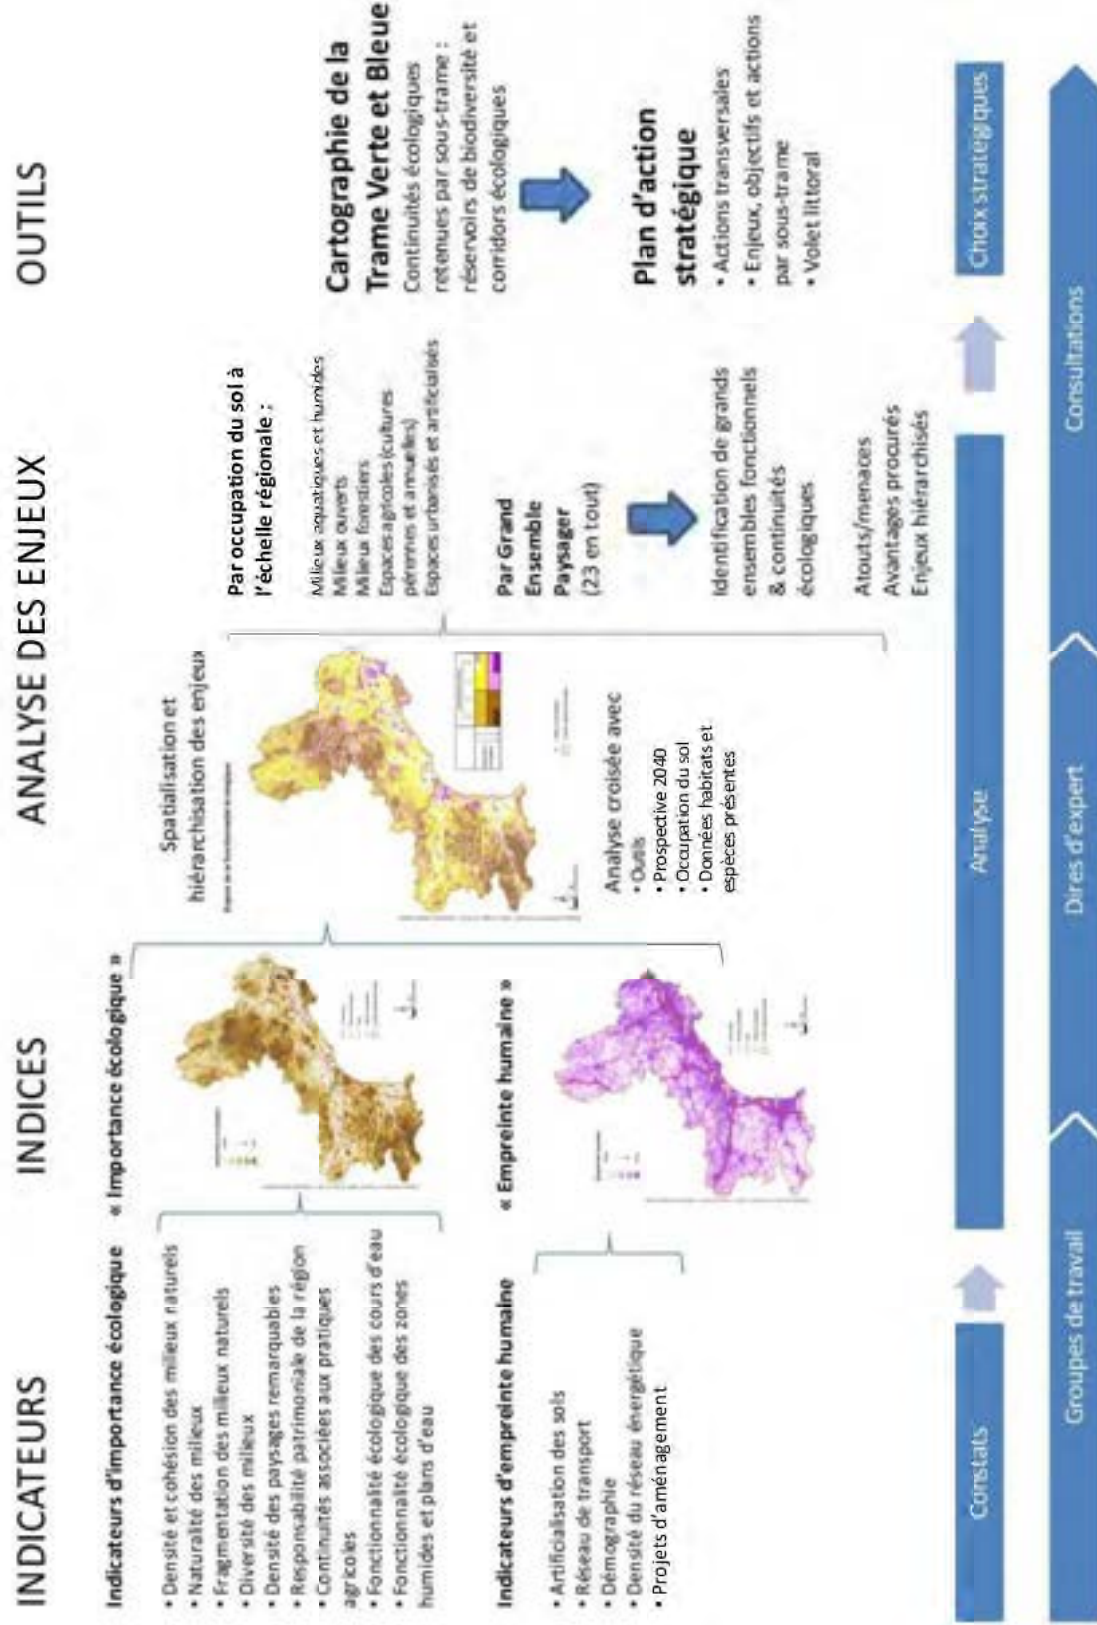 INDICATEURS
INDICES
ANALYSE DES ENJEUX
OUTILS
Indicateurs d'importance écologique
• Densité et cohésion des milieux naturels
• Naturalité des milieux
• Fragmentation des milieux naturels
• Diversité des milieux
• Densité des paysages remarquables
• Responsabilité patrimoniale de la région
• Continuités associées aux pratiques
agricoles
• Fonctionnalité écologique des cours d'eau
• Fonctionnalité écologique des zones
humides et plans d'eau
Indicateurs d'empreinte humaine
• Artificialisation des sols
• Réseau de transport
• Démographie
• Densité du réseau énergétique
• Projets d'aménagement
« Importance écologique »
« Empreinte humaine »
Spatialisation et
hiérarchisation des enjeux
Analyse croisée avec
• Outils
• Prospective 2040
• Occupation du sol
• Données habitats et
espèces présentes
Par occupation du sol à
l'échelle régionale :
Milieux aquatiques et humides
Milieux ouverts
Milieux forestiers
Espaces agricoles (cultures
pérennes et annuelles)
Espaces urbanisés et artificialisés
Par Grand
Ensemble
Paysager
(23 en tout)
Identification de grands
ensembles fonctionnels
& continuités
écologiques
Atouts/menaces
Avantages procurés
Enjeux hiérarchisés
Cartographie de la
Trame Verte et Bleue
Continuités écologiques
retenues par sous-trame :
réservoirs de biodiversité et
corridors écologiques
Plan d'action
stratégique
• Actions transversales
• Enjeux, objectifs et actions
par sous-trame
• Volet littoral
Constats
Analyse
Choix stratégiques
Groupes de travail
Dires d'expert
Consultations